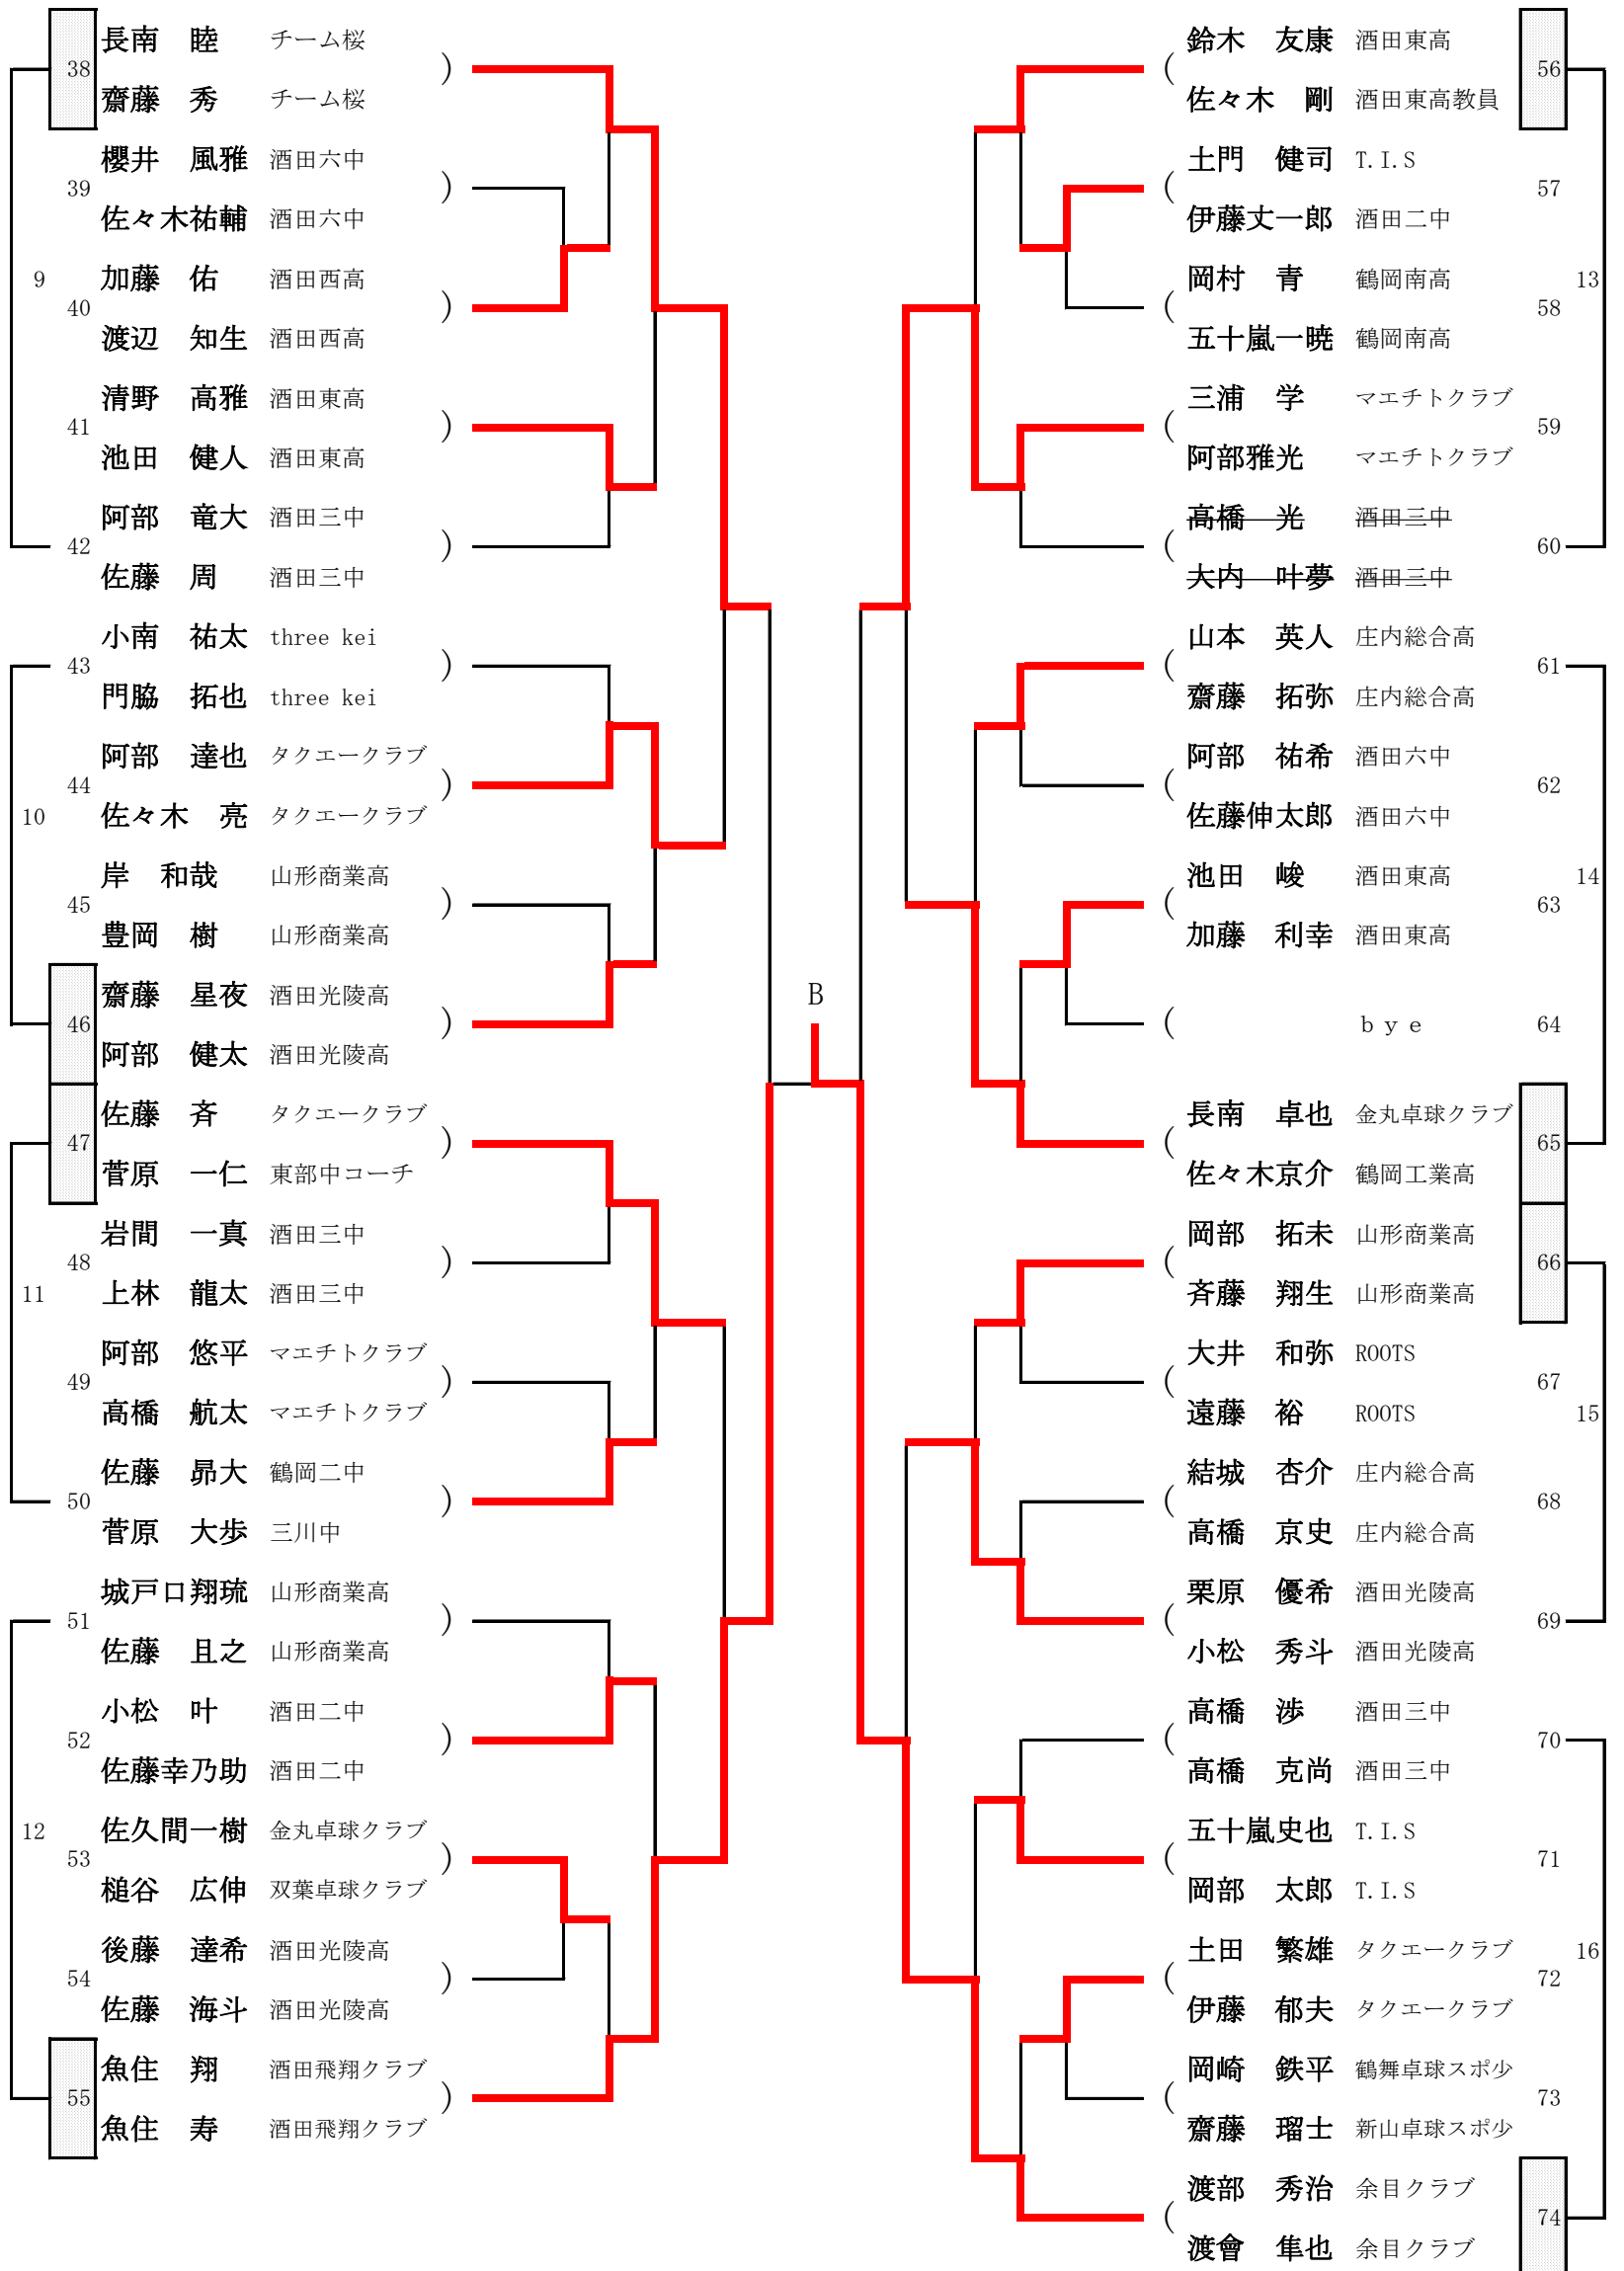 長南　睦　チーム桜
38
齋藤　秀　チーム桜
櫻井　風雅　酒田六中
39
佐々木祐輔　酒田六中
9
加藤　佑　酒田西高
40
渡辺　知生　酒田西高
清野　高雅　酒田東高
41
池田　健人　酒田東高
阿部　竜大　酒田三中
42
佐藤　周　酒田三中
小南　祐太　three kei
43
門脇　拓也　three kei
阿部　達也　タクエークラブ
44
10
佐々木　亮　タクエークラブ
岸　和哉　山形商業高
45
豊岡　樹　山形商業高
齋藤　星夜　酒田光陵高
46
阿部　健太　酒田光陵高
佐藤　斉　タクエークラブ
47
菅原　一仁　東部中コーチ
岩間　一真　酒田三中
48
11
上林　龍太　酒田三中
阿部　悠平　マエチトクラブ
49
高橋　航太　マエチトクラブ
佐藤　昴大　鶴岡二中
50
菅原　大歩　三川中
城戸口翔琉　山形商業高
51
佐藤　且之　山形商業高
小松　叶　酒田二中
52
佐藤幸乃助　酒田二中
12
佐久間一樹　金丸卓球クラブ
53
槌谷　広伸　双葉卓球クラブ
後藤　達希　酒田光陵高
54
佐藤　海斗　酒田光陵高
魚住　翔　酒田飛翔クラブ
55
魚住　寿　酒田飛翔クラブ
B
鈴木　友康　酒田東高
56
佐々木　剛　酒田東高教員
土門　健司　T.I.S
57
伊藤丈一郎　酒田二中
岡村　青　鶴岡南高
13
58
五十嵐一暁　鶴岡南高
三浦　学　マエチトクラブ
59
阿部雅光　マエチトクラブ
高橋　光　酒田三中
60
大内　叶夢　酒田三中
山本　英人　庄内総合高
61
齋藤　拓弥　庄内総合高
阿部　祐希　酒田六中
62
佐藤伸太郎　酒田六中
池田　峻　酒田東高
14
63
加藤　利幸　酒田東高
ｂｙｅ
64
長南　卓也　金丸卓球クラブ
65
佐々木京介　鶴岡工業高
岡部　拓未　山形商業高
66
斉藤　翔生　山形商業高
大井　和弥　ROOTS
67
遠藤　裕　ROOTS
15
結城　杏介　庄内総合高
68
高橋　京史　庄内総合高
栗原　優希　酒田光陵高
69
小松　秀斗　酒田光陵高
高橋　渉　酒田三中
70
高橋　克尚　酒田三中
五十嵐史也　T.I.S
71
岡部　太郎　T.I.S
土田　繁雄　タクエークラブ
16
72
伊藤　郁夫　タクエークラブ
岡崎　鉄平　鶴舞卓球スポ少
73
齋藤　瑠士　新山卓球スポ少
渡部　秀治　余目クラブ
74
渡會　隼也　余目クラブ